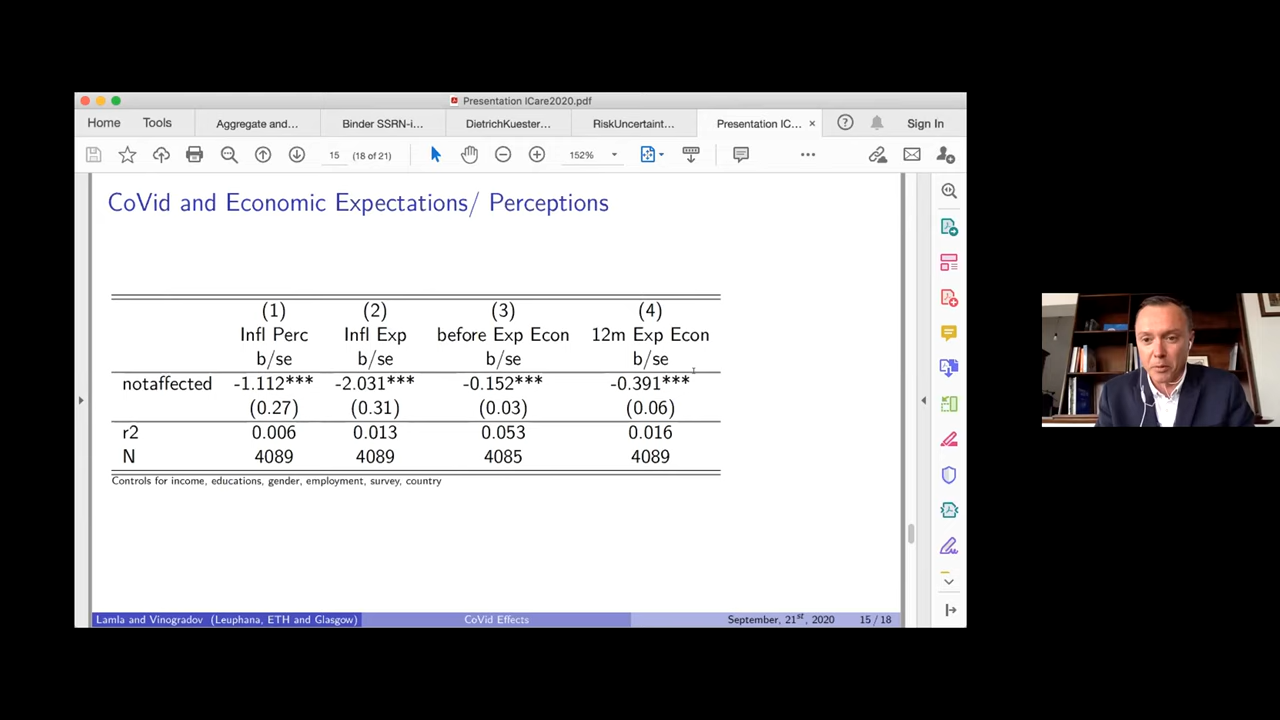 Presentation ICare2020.pdf
Home Tools Aggregate and... Binder SSRN-i... DietrichKuester... RiskUncertaint... Presentation IC... × Sign In
15 (18 of 21) 152%
CoVid and Economic Expectations/ Perceptions
(1) (2) (3) (4)
Infl Perc Infl Exp before Exp Econ 12m Exp Econ
b/se b/se b/se b/se
notaffected -1.112*** -2.031*** -0.152*** -0.391***
(0.27) (0.31) (0.03) (0.06)
r2 0.006 0.013 0.053 0.016
N 4089 4089 4085 4089
Controls for income, educations, gender, employment, survey, country
Lamla and Vinogradov (Leuphana, ETH and Glasgow) CoVid Effects September, 21st, 2020 15 / 18